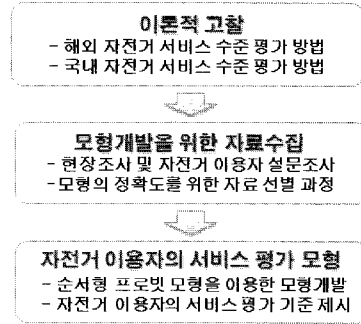 이론적 고찰
- 해외 자전거 서비스 수준 평가 방법
- 국내 자전거 서비스 수준 평가 방법
모형개발을 위한 자료수집
- 현장조사 및 자전거 이용자 설문조사
- 모형의 정확도를 위한 자료 선별 과정
자전거 이용자의 서비스 평가 모형
- 순서형 프로빗 모형을 이용한 모형개발
- 자전거 이용자의 서비스평가 기준 제시